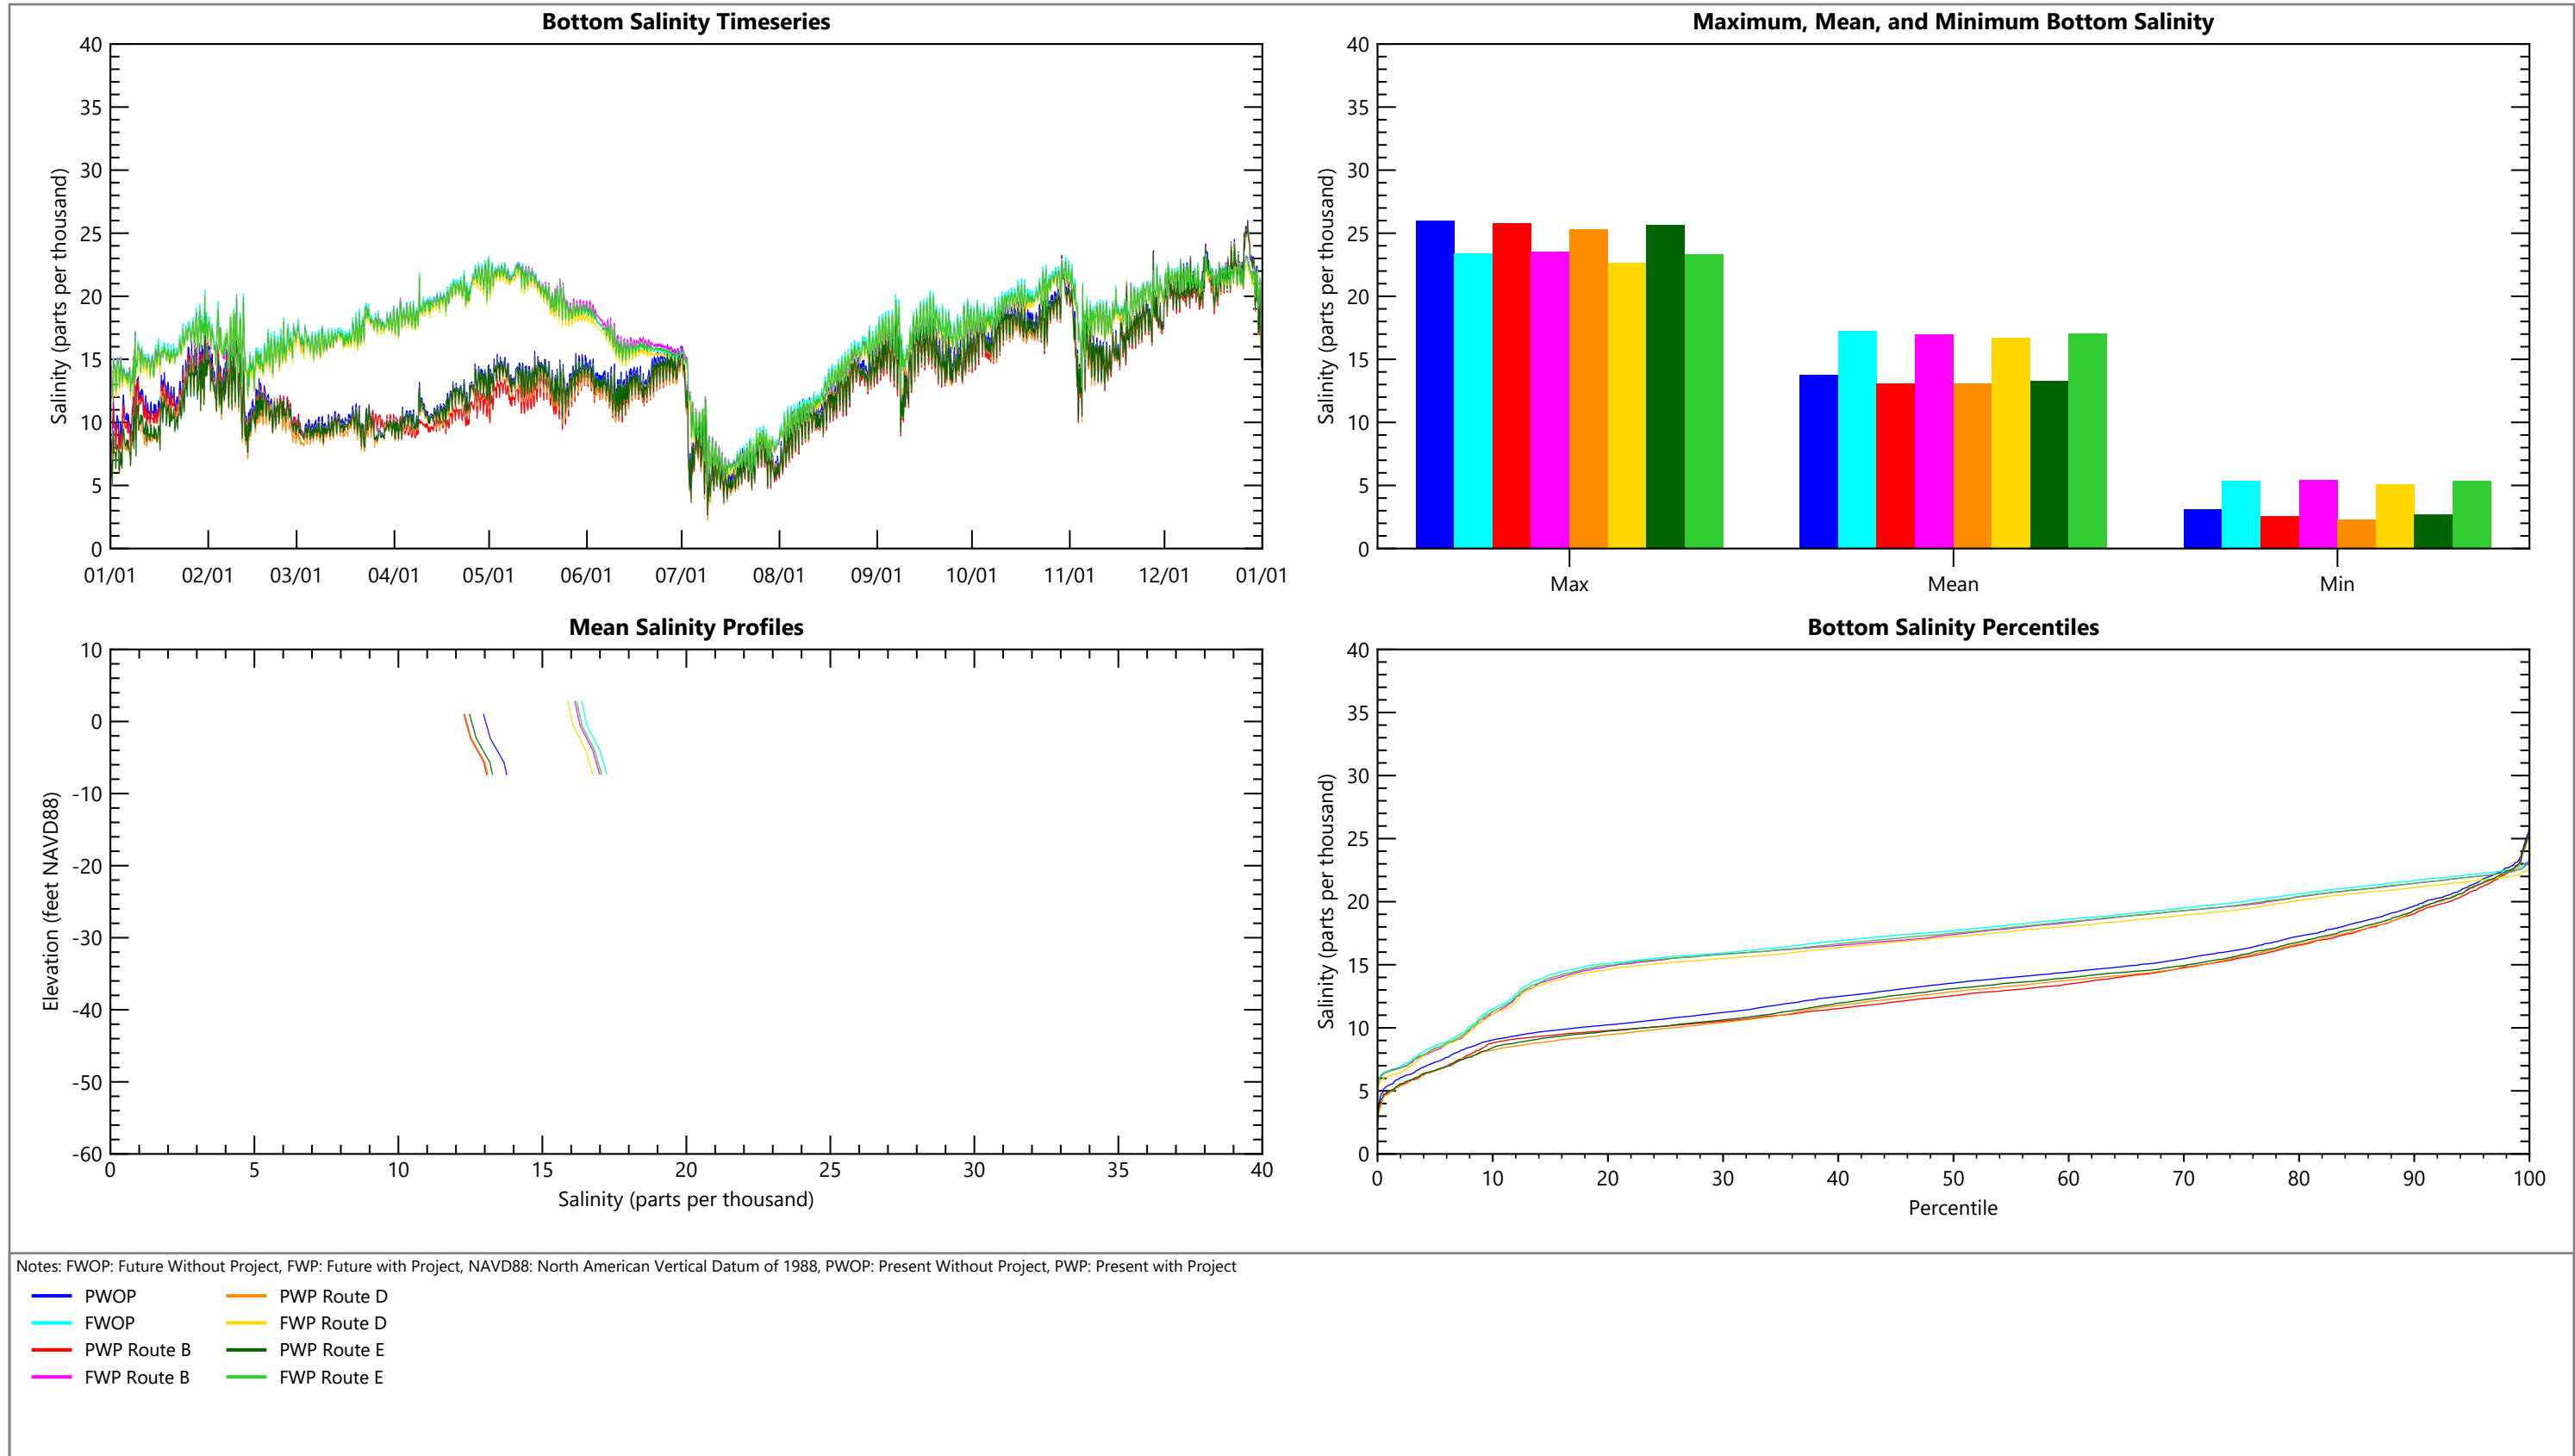 Bottom Salinity Timeseries
40
35
30
25
20
15
10
5
0
Salinity (parts per thousand)
01/01 02/01 03/01 04/01 05/01 06/01 07/01 08/01 09/01 10/01 11/01 12/01 01/01
Maximum, Mean, and Minimum Bottom Salinity
40
35
30
25
20
15
10
5
0
Salinity (parts per thousand)
Max Mean Min
Mean Salinity Profiles
10
0
-10
-20
-30
-40
-50
-60
Elevation (feet NAVD88)
0 5 10 15 20 25 30 35 40
Salinity (parts per thousand)
Bottom Salinity Percentiles
40
35
30
25
20
15
10
5
0
Salinity (parts per thousand)
0 10 20 30 40 50 60 70 80 90 100
Percentile
Notes: FWOP: Future Without Project, FWP: Future with Project, NAVD88: North American Vertical Datum of 1988, PWOP: Present Without Project, PWP: Present with Project
PWOP
FWOP
PWP Route B
FWP Route B
PWP Route D
FWP Route D
PWP Route E
FWP Route E